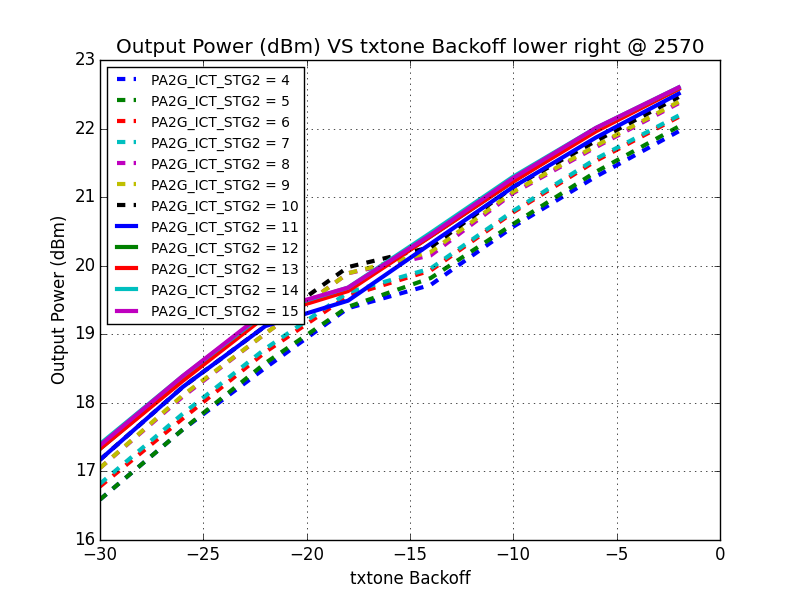 Output Power (dBm) VS txtone Backoff lower right @ 2570
23
22
21
20
19
18
17
16
Output Power (dBm)
PA2G_ICT_STG2 = 4
PA2G_ICT_STG2 = 5
PA2G_ICT_STG2 = 6
PA2G_ICT_STG2 = 7
PA2G_ICT_STG2 = 8
PA2G_ICT_STG2 = 9
PA2G_ICT_STG2 = 10
PA2G_ICT_STG2 = 11
PA2G_ICT_STG2 = 12
PA2G_ICT_STG2 = 13
PA2G_ICT_STG2 = 14
PA2G_ICT_STG2 = 15
−30 −25 −20 −15 −10 −5 0
txtone Backoff